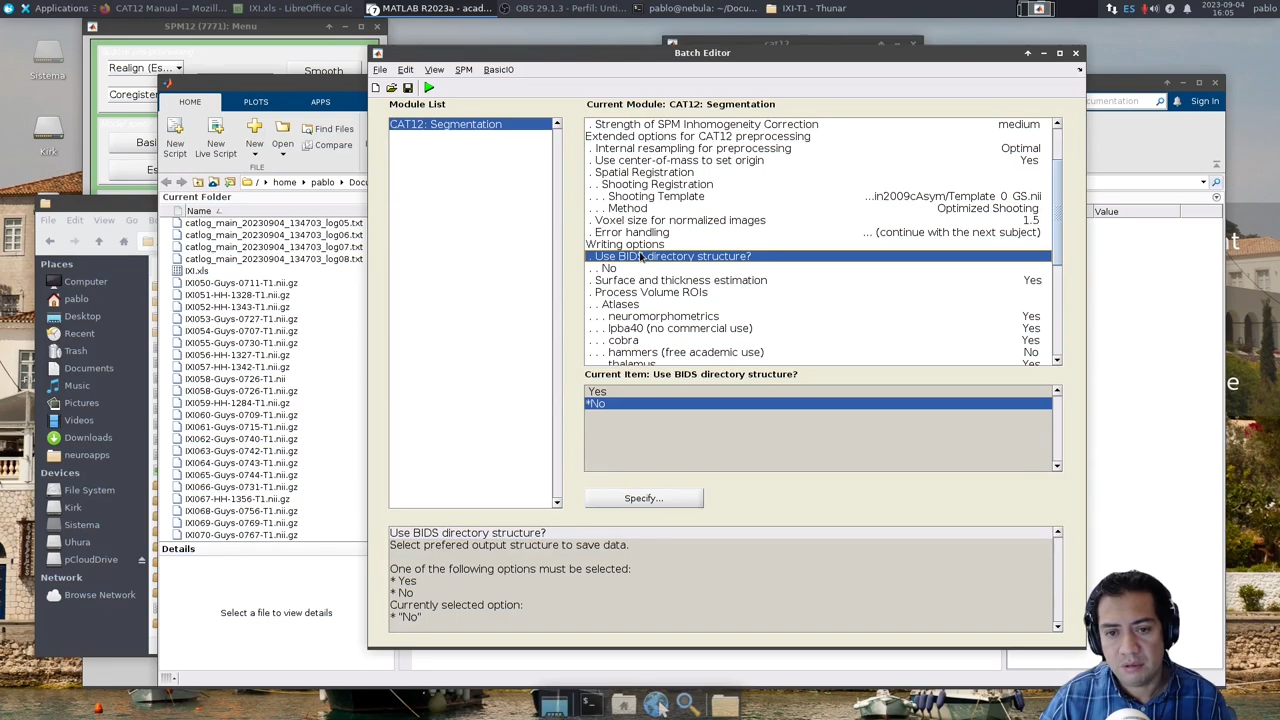 Applications
CAT12 Manual — Mozill...
IXI.xls — LibreOffice Calc
MATLAB R2023a - acad...
OBS 29.1.3 - Perfil: Unti...
pablo@nebula: ~/Docu...
IXI-T1 - Thunar
ES
2023-09-04
16:05
pablo
SPM12 (7771): Menu
Sistema
Kirk
Realign (Es...
Smooth
Coregister
Basi
Es
HOME
PLOTS
APPS
New
Script
New
Live Script
New
Open
Find Files
Compare
FILE
/ home / pablo / Doc
Current Folder
Name
catlog_main_20230904_134703_log05.txt
catlog_main_20230904_134703_log06.txt
catlog_main_20230904_134703_log07.txt
catlog_main_20230904_134703_log08.txt
IXI.xls
IXI050-Guys-0711-T1.nii.gz
IXI051-HH-1328-T1.nii.gz
IXI052-HH-1343-T1.nii.gz
IXI053-Guys-0727-T1.nii.gz
IXI054-Guys-0707-T1.nii.gz
IXI055-Guys-0730-T1.nii.gz
IXI056-HH-1327-T1.nii.gz
IXI057-HH-1342-T1.nii.gz
IXI058-Guys-0726-T1.nii
IXI058-Guys-0726-T1.nii.gz
IXI059-HH-1284-T1.nii.gz
IXI060-Guys-0709-T1.nii.gz
IXI061-Guys-0715-T1.nii.gz
IXI062-Guys-0740-T1.nii.gz
IXI063-Guys-0742-T1.nii.gz
IXI064-Guys-0743-T1.nii.gz
IXI065-Guys-0744-T1.nii.gz
IXI066-Guys-0731-T1.nii.gz
IXI067-HH-1356-T1.nii.gz
IXI068-Guys-0756-T1.nii.gz
IXI069-Guys-0769-T1.nii.gz
IXI070-Guys-0767-T1.nii.gz
Details
Select a file to view details
File
Edit
View
Go
Places
Computer
pablo
Desktop
Recent
Trash
Documents
Music
Pictures
Videos
Downloads
neuroapps
Devices
File System
Kirk
Sistema
Uhura
pCloudDrive
Network
Browse Network
cat12
Sign In
Value
Batch Editor
File Edit View SPM BasicIO
Module List
CAT12: Segmentation
Current Module: CAT12: Segmentation
. Strength of SPM Inhomogeneity Correction medium
Extended options for CAT12 preprocessing
. Internal resampling for preprocessing Optimal
. Use center-of-mass to set origin Yes
. Spatial Registration
. . Shooting Registration
. . . Shooting Template ...in2009cAsym/Template_0_GS.nii
. . . Method Optimized Shooting
. Voxel size for normalized images 1.5
. Error handling ... (continue with the next subject)
Writing options
. Use BIDS directory structure?
. . No
. Surface and thickness estimation Yes
. Process Volume ROIs
. . Atlases
. . . neuromorphometrics Yes
. . . lpba40 (no commercial use) Yes
. . . cobra Yes
. . . hammers (free academic use) No
. . . thalamus Yes
Current Item: Use BIDS directory structure?
Yes
*No
Specify...
Use BIDS directory structure?
Select prefered output structure to save data.
One of the following options must be selected:
* Yes
* No
Currently selected option:
* "No"